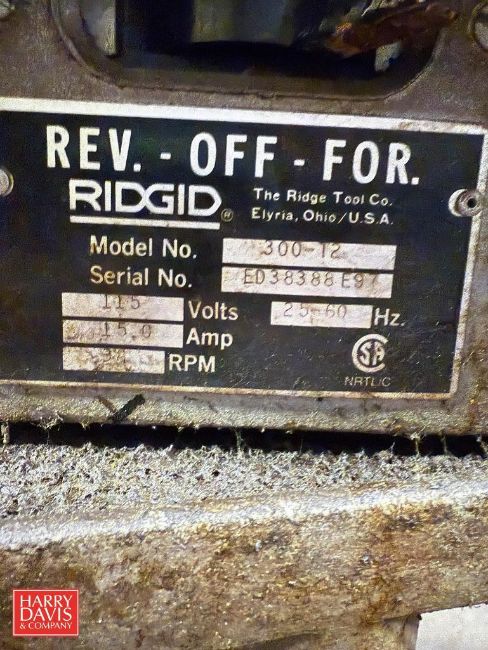 REV. - OFF - FOR.
RIDGID® The Ridge Tool Co.
Elyria, Ohio/U.S.A.
Model No. 300-T2
Serial No. ED38388E97
115 Volts 25-60 Hz.
15.0 Amp
RPM
SA
NRTL/C
HARRY
DAVIS
& COMPANY